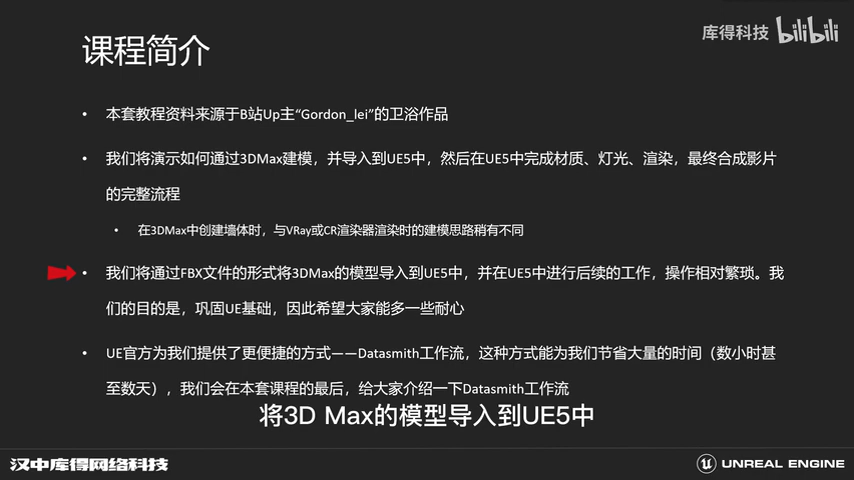 课程简介
库得科技 bilibili
• 本套教程资料来源于B站Up主“Gordon_lei”的卫浴作品
• 我们将演示如何通过3DMax建模，并导入到UE5中，然后在UE5中完成材质、灯光、渲染，最终合成影片
的完整流程
• 在3DMax中创建墙体时，与VRay或CR渲染器渲染时的建模思路稍有不同
• 我们将通过FBX文件的形式将3DMax的模型导入到UE5中，并在UE5中进行后续的工作，操作相对繁琐。我
们的目的是，巩固UE基础，因此希望大家能多一些耐心
• UE官方为我们提供了更便捷的方式——Datasmith工作流，这种方式能为我们节省大量的时间（数小时甚
至数天），我们会在本套课程的最后，给大家介绍一下Datasmith工作流
将3D Max的模型导入到UE5中
汉中库得网络科技
UNREAL ENGINE